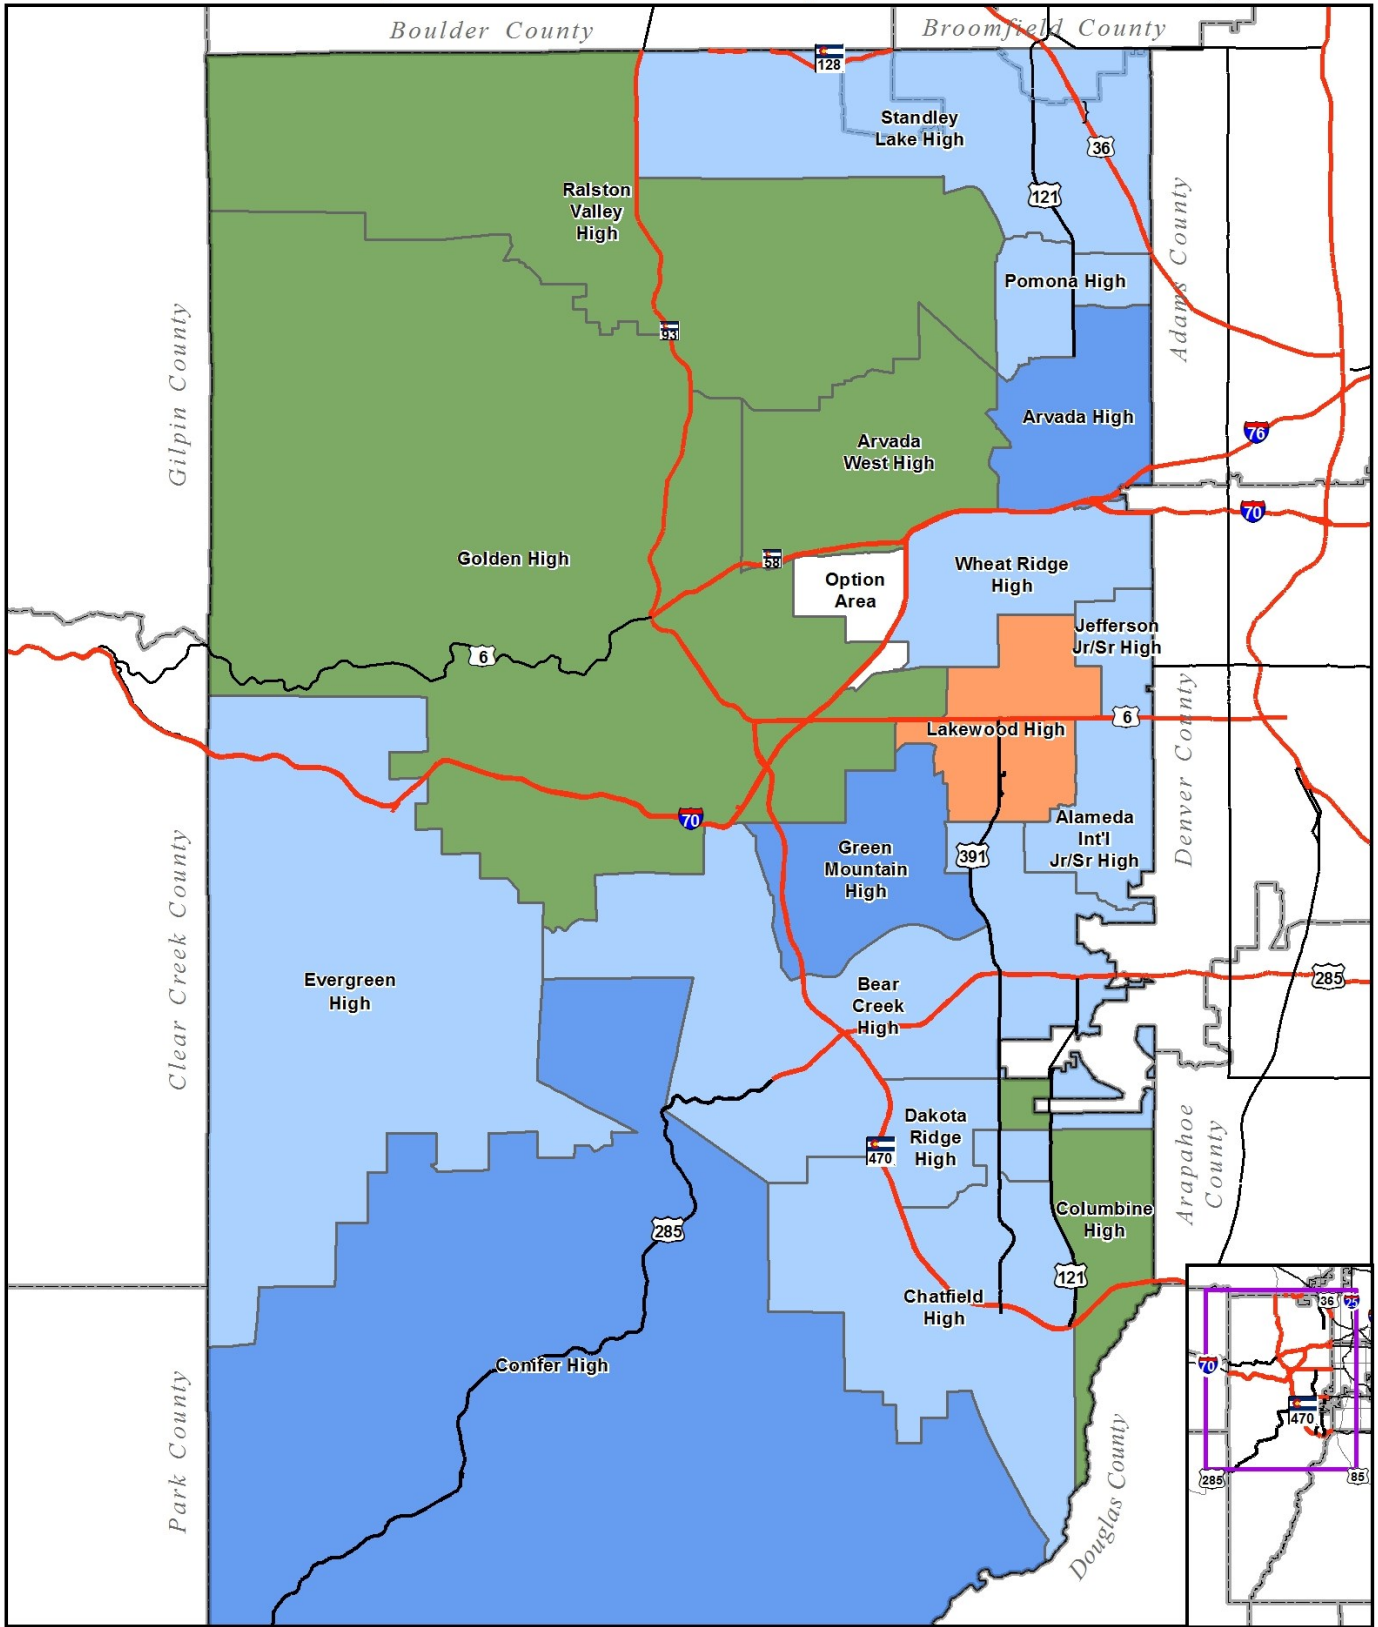 Boulder County
Broomfield County
128
Standley
Lake High
36
121
Ralston
Valley
High
Adams County
Pomona High
Gilpin County
93
Arvada High
Arvada
West High
76
70
Golden High
58
Option
Area
Wheat Ridge
High
Jefferson
Jr/Sr High
6
6
Lakewood High
Denver County
70
Alameda
Int'l
Jr/Sr High
391
Green
Mountain
High
Clear Creek County
Evergreen
High
285
Bear
Creek
High
Dakota
Ridge
High
470
Arapahoe
County
Columbine
High
285
121
Chatfield
High
Conifer High
Park County
Douglas County
36
25
70
470
285
85